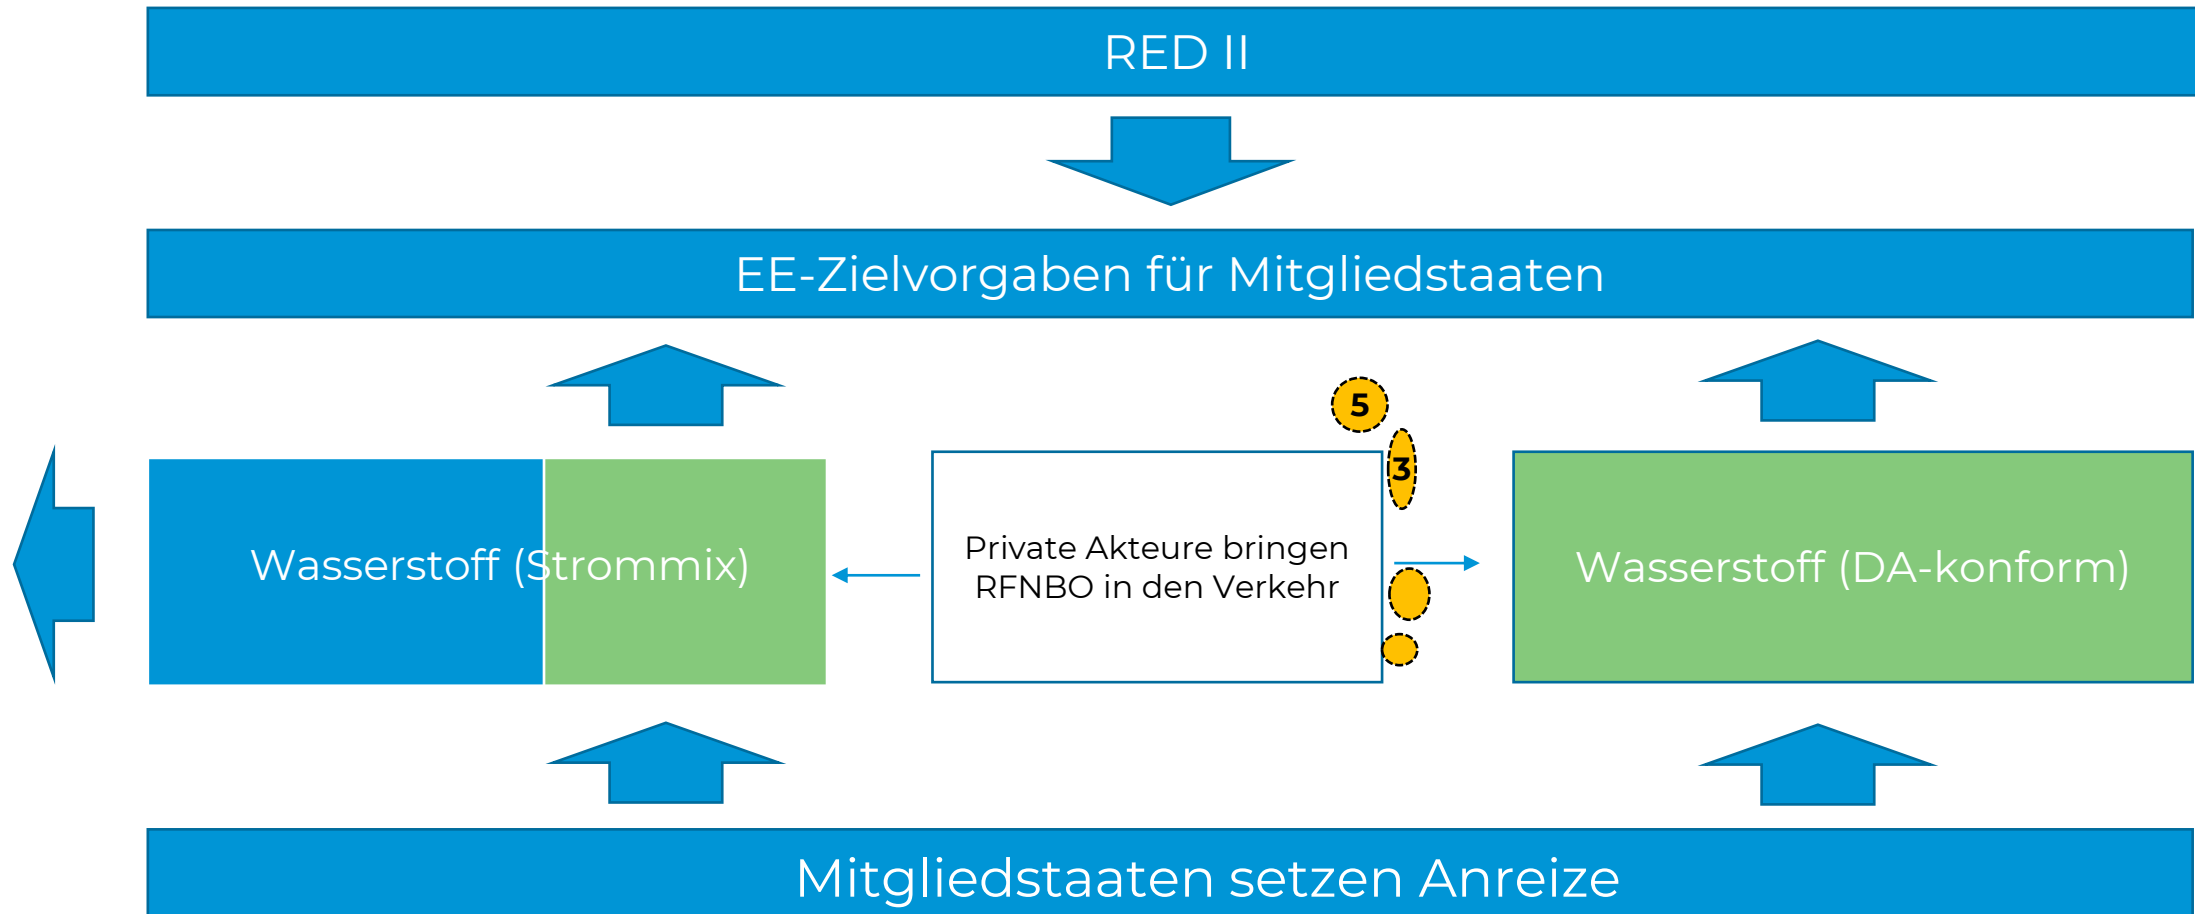 RED II
EE-Zielvorgaben für Mitgliedstaaten
5
3
Wasserstoff (Strommix)
Private Akteure bringen
RFNBO in den Verkehr
Wasserstoff (DA-konform)
Mitgliedstaaten setzen Anreize